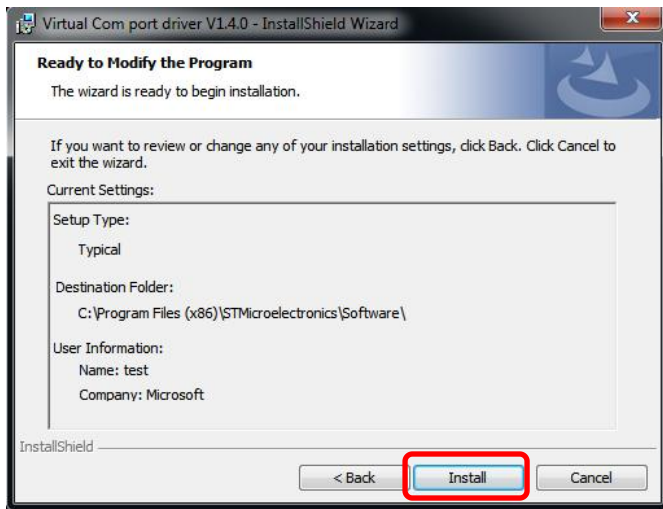 Virtual Com port driver V1.4.0 - InstallShield Wizard
Ready to Modify the Program
The wizard is ready to begin installation.
If you want to review or change any of your installation settings, click Back. Click Cancel to
exit the wizard.
Current Settings:
Setup Type:
Typical
Destination Folder:
C:\Program Files (x86)\STMicroelectronics\Software\
User Information:
Name: test
Company: Microsoft
InstallShield
< Back
Install
Cancel